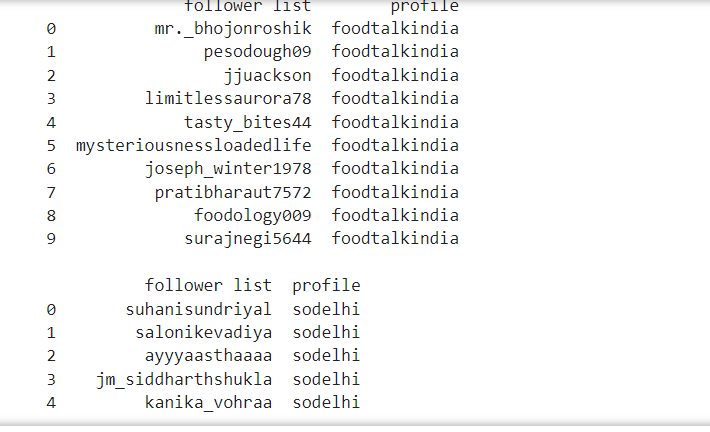 follower list profile
0 mr._bhojonroshik foodtalkindia
1 pesodough09 foodtalkindia
2 jjuackson foodtalkindia
3 limitlessaurora78 foodtalkindia
4 tasty_bites44 foodtalkindia
5 mysteriousnessloadedlife foodtalkindia
6 joseph_winter1978 foodtalkindia
7 pratibharaut7572 foodtalkindia
8 foodology009 foodtalkindia
9 surajnegi5644 foodtalkindia
follower list profile
0 suhanisundriyal sodelhi
1 salonikevadiya sodelhi
2 ayyyaasthaaaa sodelhi
3 jm_siddharthshukla sodelhi
4 kanika_vohraa sodelhi